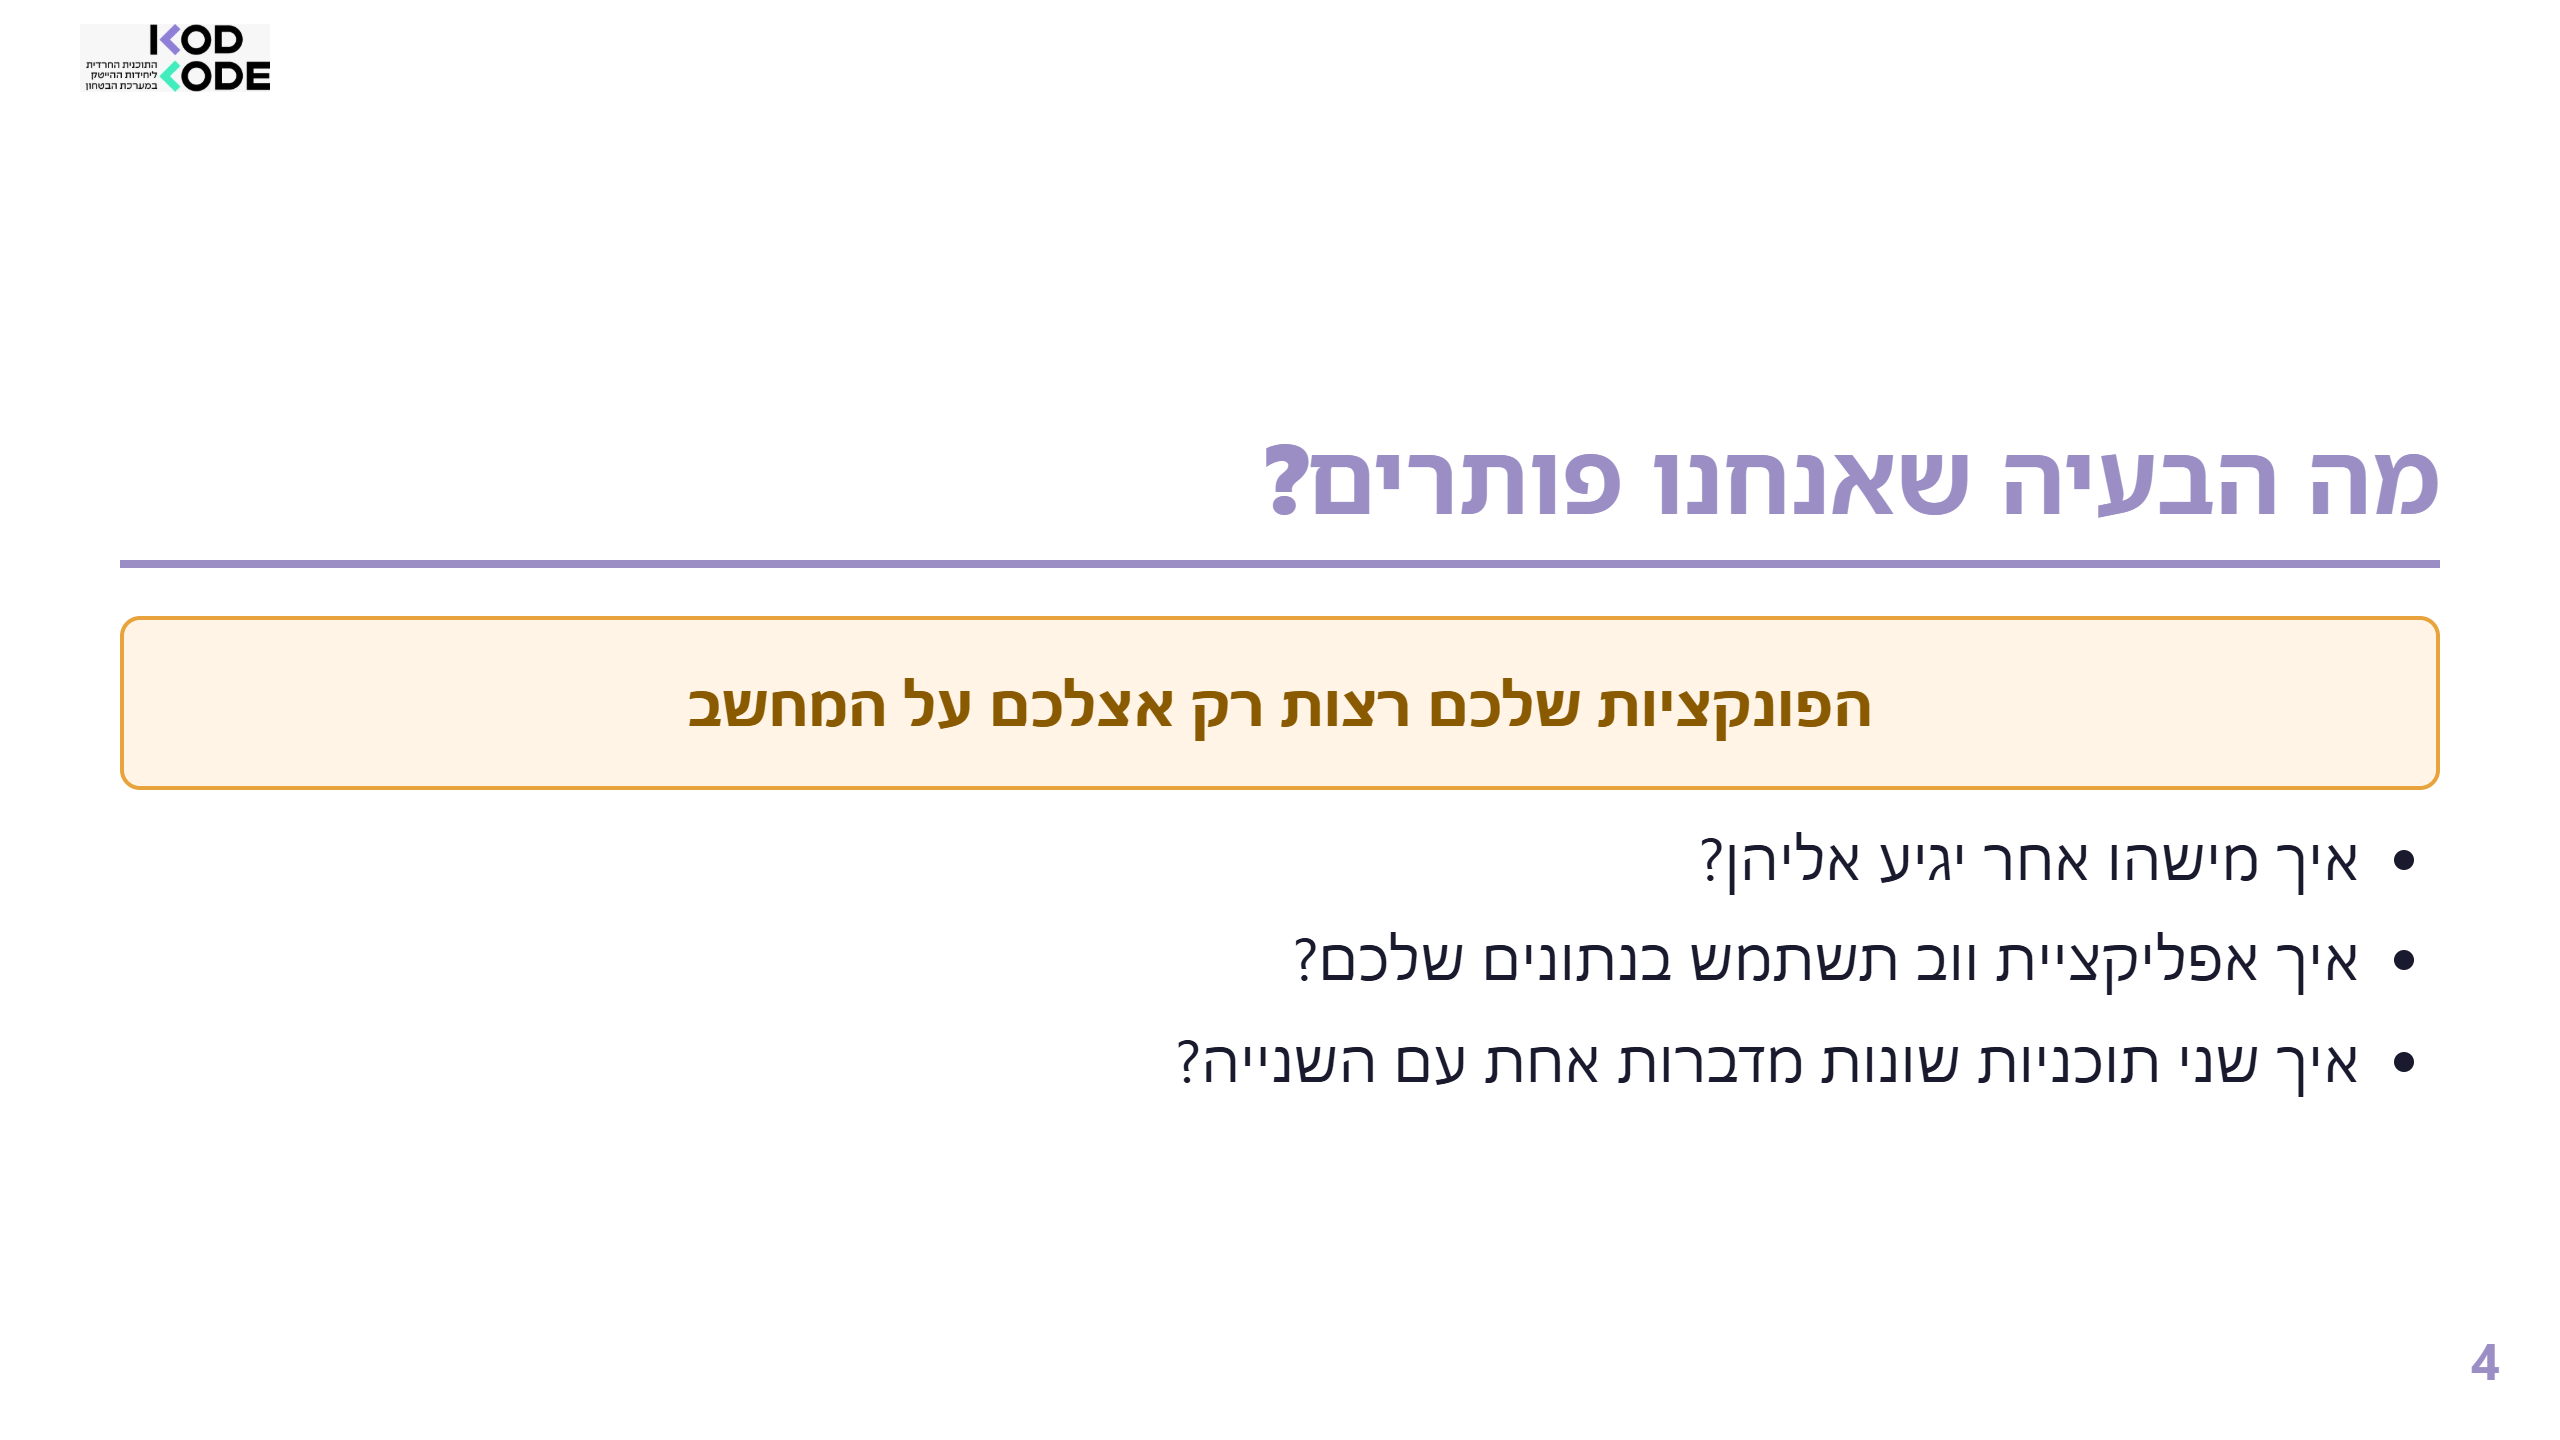 KOD
KODE
התוכנית החרדית
ליחידות ההייטק
במערכת הבטחון
מה הבעיה שאנחנו פותרים?
הפונקציות שלכם רצות רק אצלכם על המחשב
• איך מישהו אחר יגיע אליהן?
• איך אפליקציית ווב תשתמש בנתונים שלכם?
• איך שני תוכניות שונות מדברות אחת עם השנייה?
4